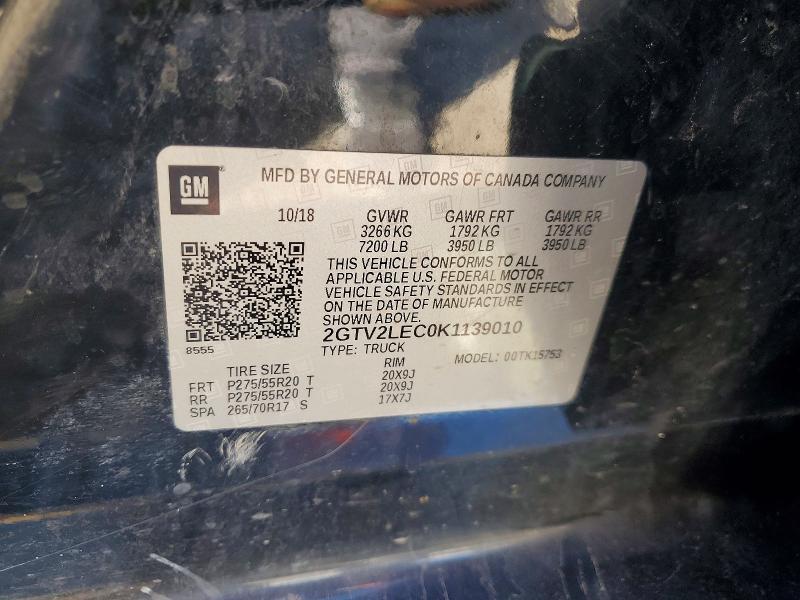 GM MFD BY GENERAL MOTORS OF CANADA COMPANY
10/18 GVWR GAWR FRT GAWR RR
3266 KG 1792 KG 1792 KG
7200 LB 3950 LB 3950 LB
THIS VEHICLE CONFORMS TO ALL
APPLICABLE U.S. FEDERAL MOTOR
VEHICLE SAFETY STANDARDS IN EFFECT
ON THE DATE OF MANUFACTURE
SHOWN ABOVE.
2GTV2LEC0K1139010
8555
TYPE: TRUCK MODEL: 00TK15753
TIRE SIZE RIM
FRT P275/55R20 T 20X9J
RR P275/55R20 T 20X9J
SPA 265/70R17 S 17X7J